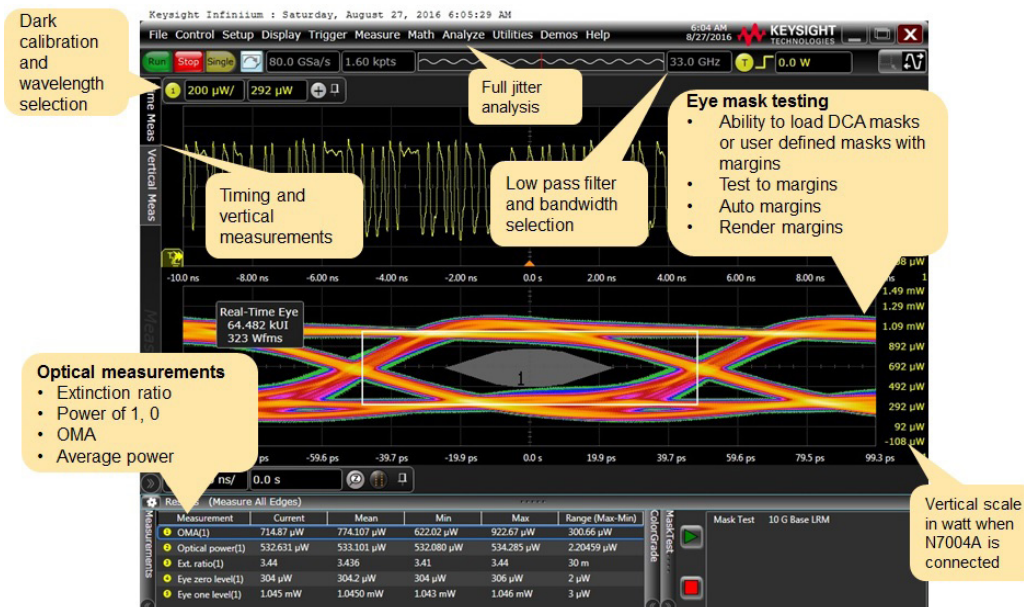 Keysight Infiniium : Saturday, August 27, 2016 6:05:29 AM
Dark
calibration
and
wavelength
selection
File Control Setup Display Trigger Measure Math Analyze Utilities Demos Help
6:04 AM
8/27/2016
KEYSIGHT
TECHNOLOGIES
Run Stop Single 80.0 GSa/s 1.60 kpts 33.0 GHz T 0.0 W
1 200 µW/ 292 µW
Full jitter
analysis
Eye mask testing
• Ability to load DCA masks
or user defined masks with
margins
• Test to margins
• Auto margins
• Render margins
Time Meas
Vertical Meas
Timing and
vertical
measurements
Low pass filter
and bandwidth
selection
-10.0 ns -8.00 ns -6.00 ns -4.00 ns -2.00 ns 0.0 s 2.00 ns 4.00 ns 6.00 ns 8.00 ns
1
1.49 mW
1.29 mW
1.09 mW
892 µW
692 µW
492 µW
292 µW
92 µW
-108 µW
Real-Time Eye
64.482 kUI
323 Wfms
1
Optical measurements
• Extinction ratio
• Power of 1, 0
• OMA
• Average power
-59.6 ps -39.7 ps -19.9 ps 0.0 s 19.9 ps 39.7 ps 59.6 ps 79.5 ps 99.3 ps
ns/ 0.0 s
(Measure All Edges)
Measurements
Measurement Current Mean Min Max Range (Max-Min)
1 OMA(1) 714.87 µW 774.107 µW 622.02 µW 922.67 µW 300.66 µW
2 Optical power(1) 532.631 µW 533.101 µW 532.080 µW 534.285 µW 2.20459 µW
3 Ext. ratio(1) 3.44 3.436 3.41 3.44 30 m
4 Eye zero level(1) 304 µW 304.2 µW 304 µW 306 µW 2 µW
5 Eye one level(1) 1.045 mW 1.0450 mW 1.043 mW 1.046 mW 3 µW
ColorGrade
MaskTest
Mask Test 10 G Base LRM
Vertical scale
in watt when
N7004A is
connected